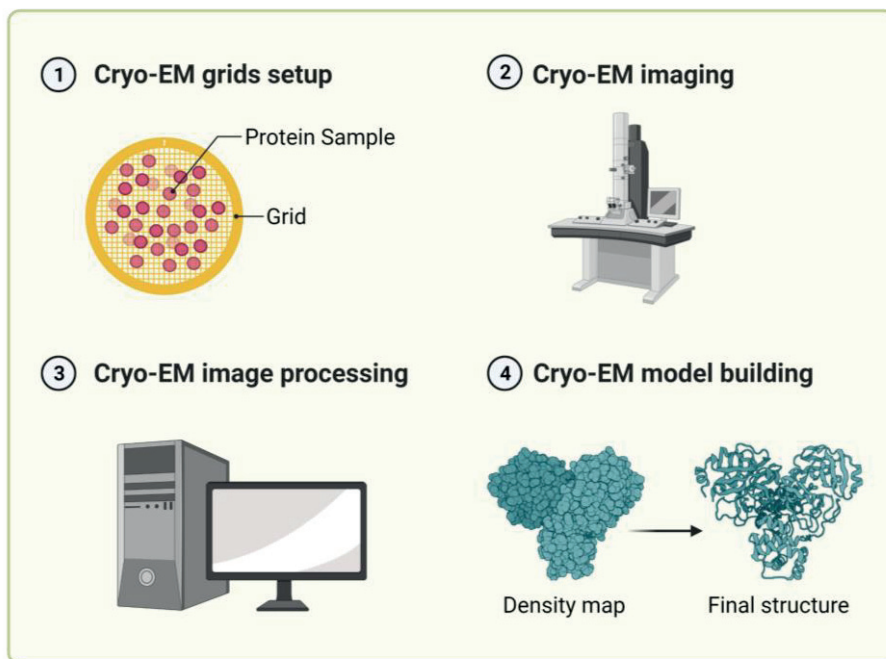 1 Cryo-EM grids setup
Protein Sample
Grid
2 Cryo-EM imaging
3 Cryo-EM image processing
4 Cryo-EM model building
Density map
Final structure